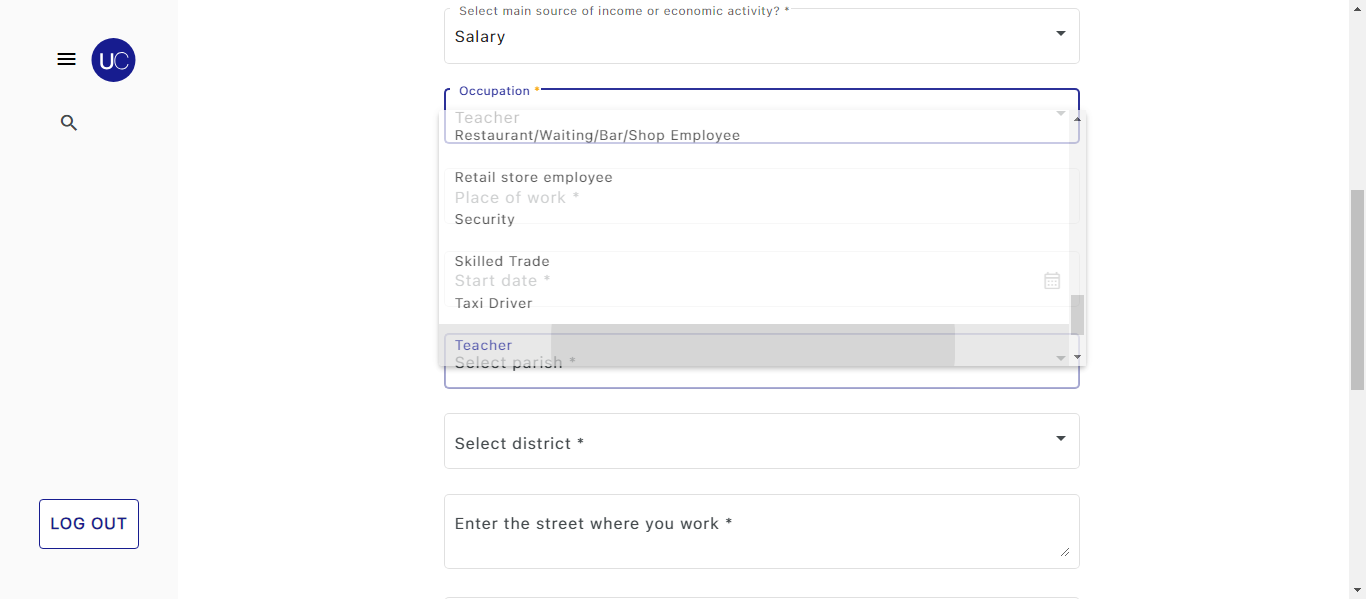 Select main source of income or economic activity? *
Salary
UC
Occupation *
Teacher
Restaurant/Waiting/Bar/Shop Employee
Retail store employee
Place of work *
Security
Skilled Trade
Start date *
Taxi Driver
Teacher
Select parish *
Select district *
Enter the street where you work *
LOG OUT